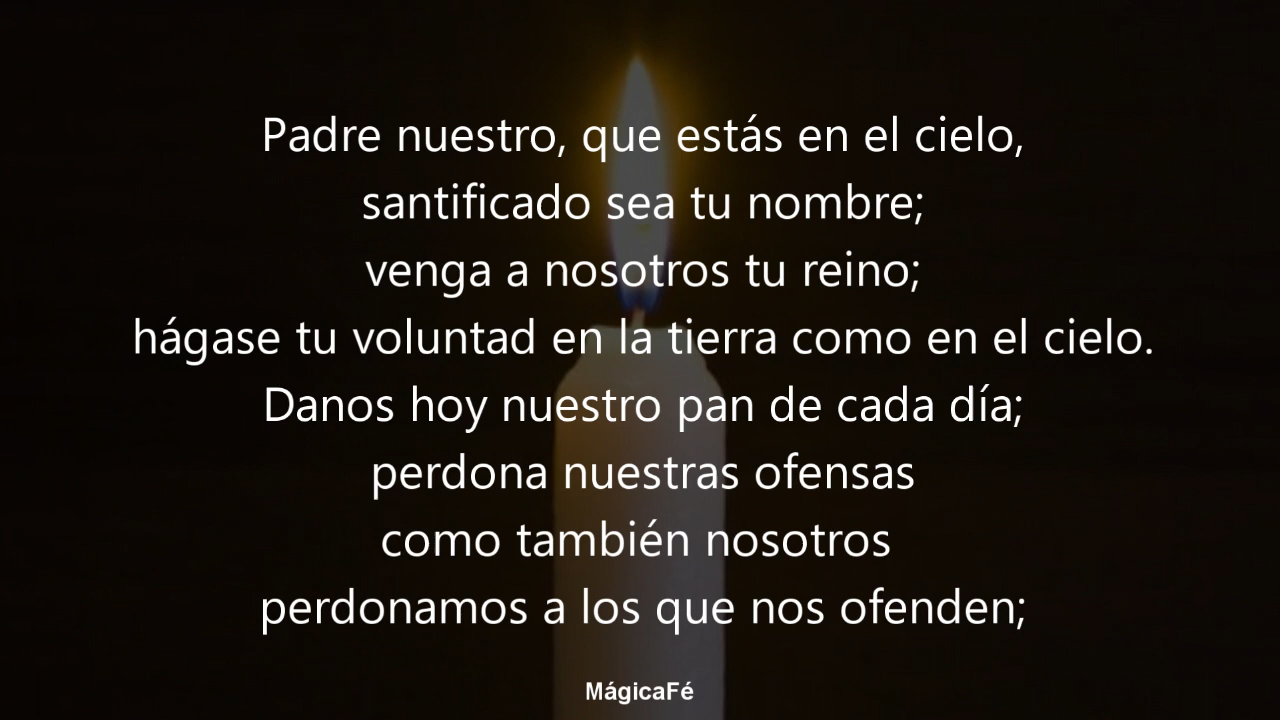 Padre nuestro, que estás en el cielo,
santificado sea tu nombre;
venga a nosotros tu reino;
hágase tu voluntad en la tierra como en el cielo.
Danos hoy nuestro pan de cada día;
perdona nuestras ofensas
como también nosotros
perdonamos a los que nos ofenden;
MágicaFé